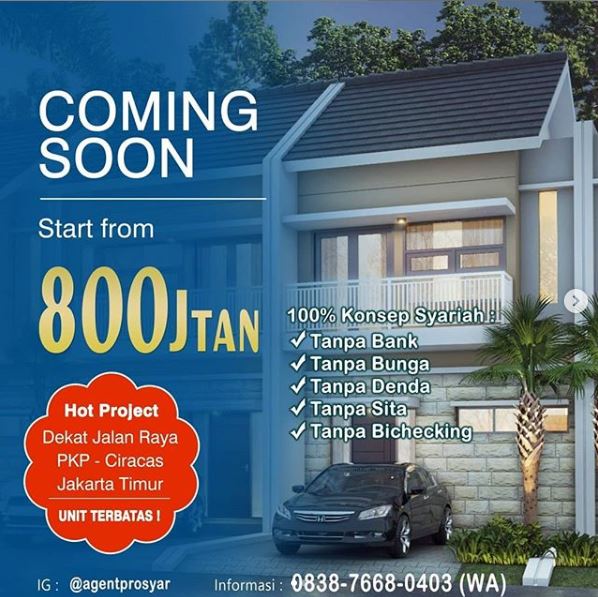 COMING
SOON
Start from
800JTAN
100% Konsep Syariah :
✓ Tanpa Bank
✓ Tanpa Bunga
✓ Tanpa Denda
✓ Tanpa Sita
✓ Tanpa Bichecking
Hot Project
Dekat Jalan Raya
PKP - Ciracas
Jakarta Timur
UNIT TERBATAS !
IG : @agentprosyar
Informasi : 0838-7668-0403 (WA)